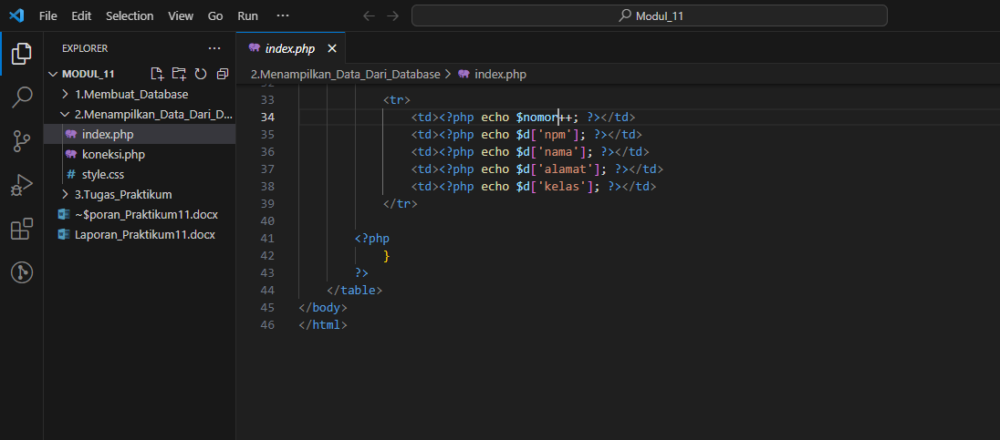 File Edit Selection View Go Run ··· Modul_11
EXPLORER ···
MODUL_11
1.Membuat_Database
2.Menampilkan_Data_Dari_D...
index.php
koneksi.php
style.css
3.Tugas_Praktikum
~$poran_Praktikum11.docx
Laporan_Praktikum11.docx
index.php
2.Menampilkan_Data_Dari_Database > index.php
33 <tr>
34 <td><?php echo $nomor++; ?></td>
35 <td><?php echo $d['npm']; ?></td>
36 <td><?php echo $d['nama']; ?></td>
37 <td><?php echo $d['alamat']; ?></td>
38 <td><?php echo $d['kelas']; ?></td>
39 </tr>
40
41 <?php
42 }
43 ?>
44 </table>
45 </body>
46 </html>